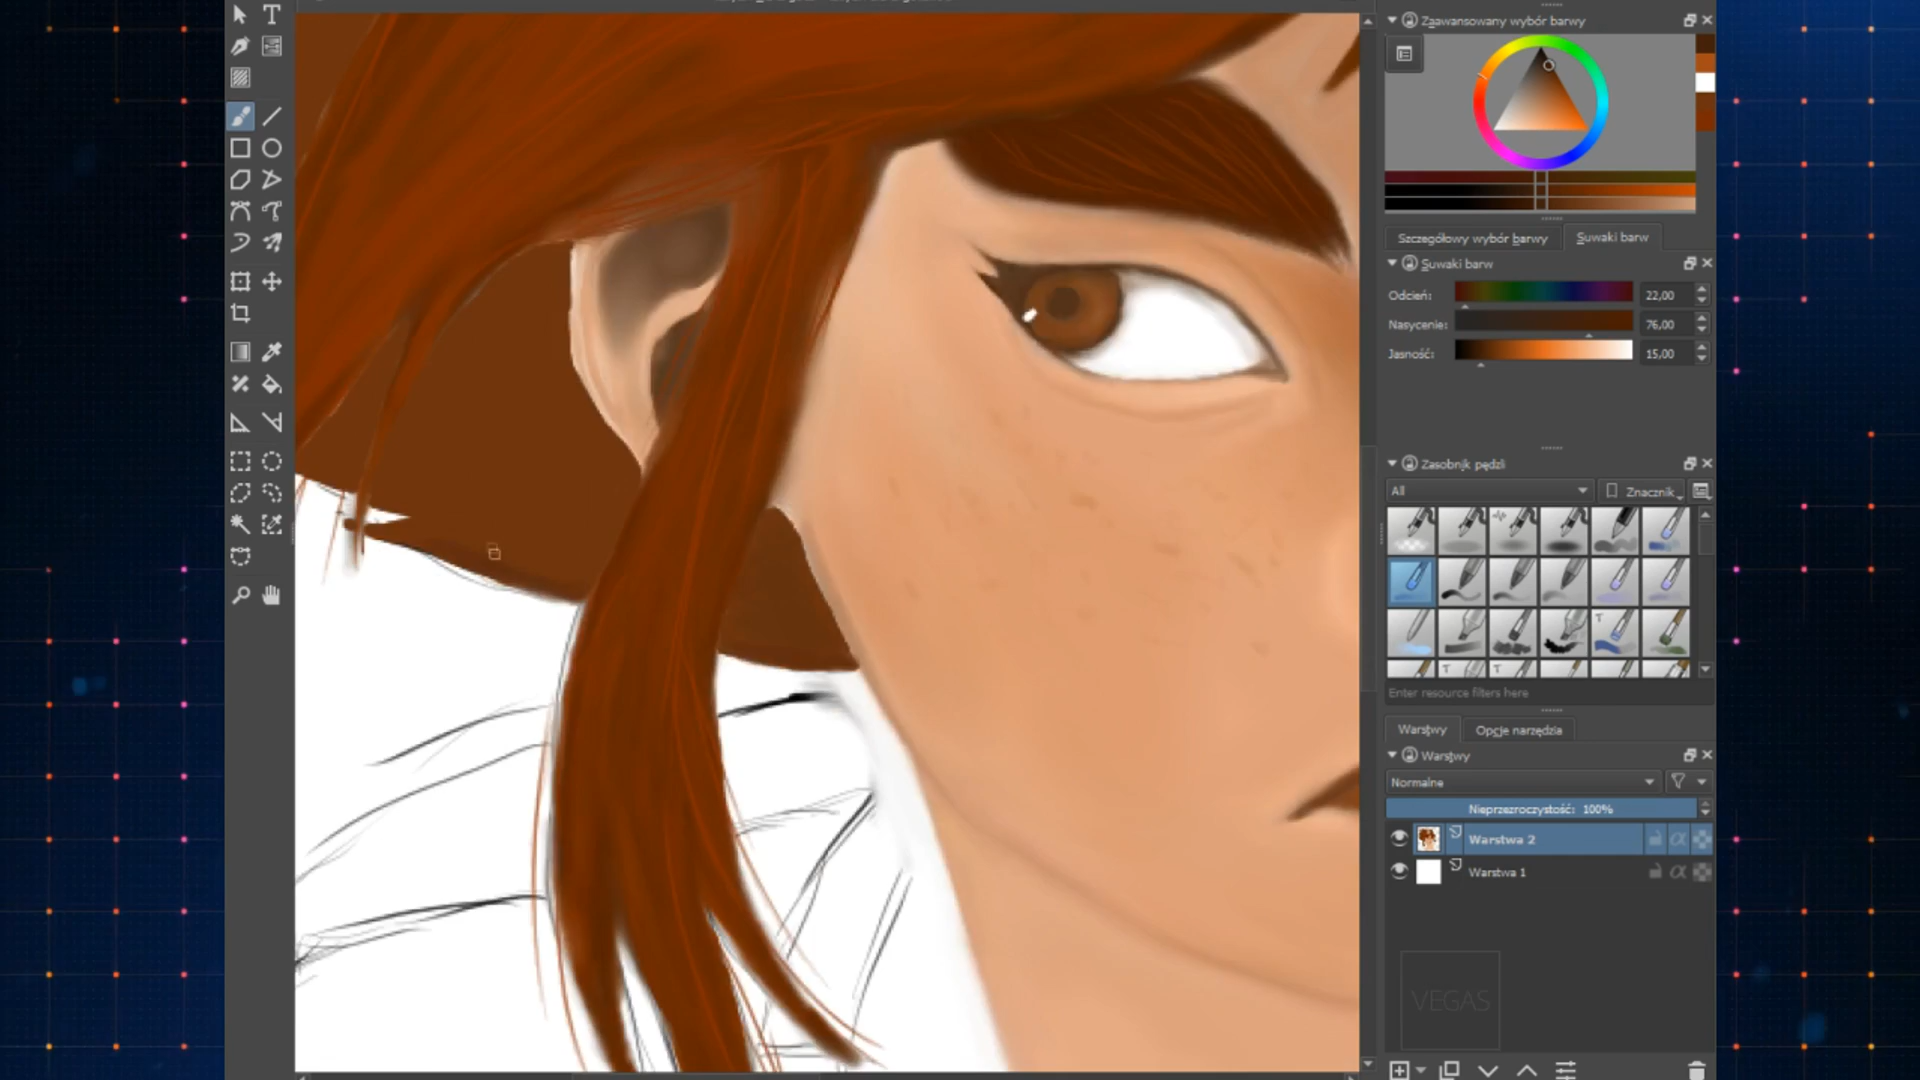 Zaawansowany wybór barwy
Szczegółowy wybór barwy
Suwaki barw
Suwaki barw
Odcień: 22,00
Nasycenie: 76,00
Jasność: 15,00
Zasobnik pędzli
All
Znacznik
Enter resource filters here
Warstwy
Opcje narzędzia
Warstwy
Normalne
Nieprzezroczystość: 100%
Warstwa 2
Warstwa 1
VEGAS